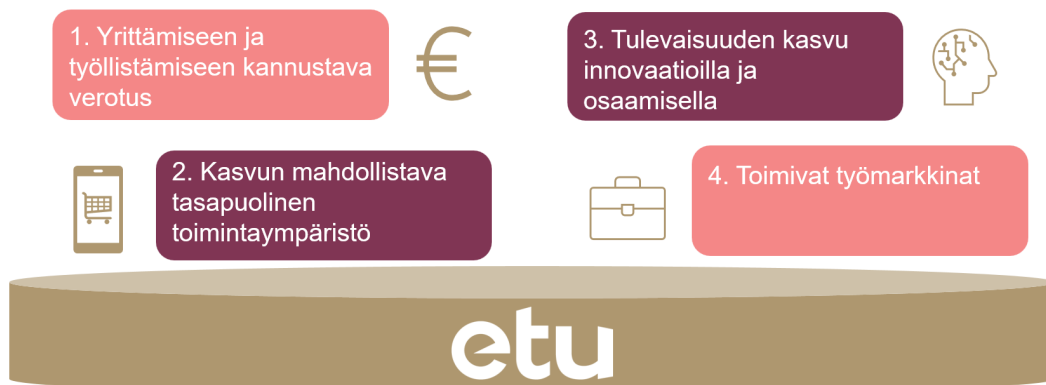 1. Yrittämiseen ja
työllistämiseen kannustava
verotus
€
2. Kasvun mahdollistava
tasapuolinen
toimintaympäristö
3. Tulevaisuuden kasvu
innovaatioilla ja
osaamisella
4. Toimivat työmarkkinat
etu